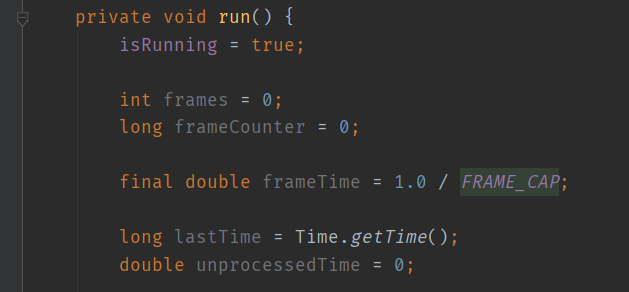 private void run() {
isRunning = true;
int frames = 0;
long frameCounter = 0;
final double frameTime = 1.0 / FRAME_CAP;
long lastTime = Time.getTime();
double unprocessedTime = 0;